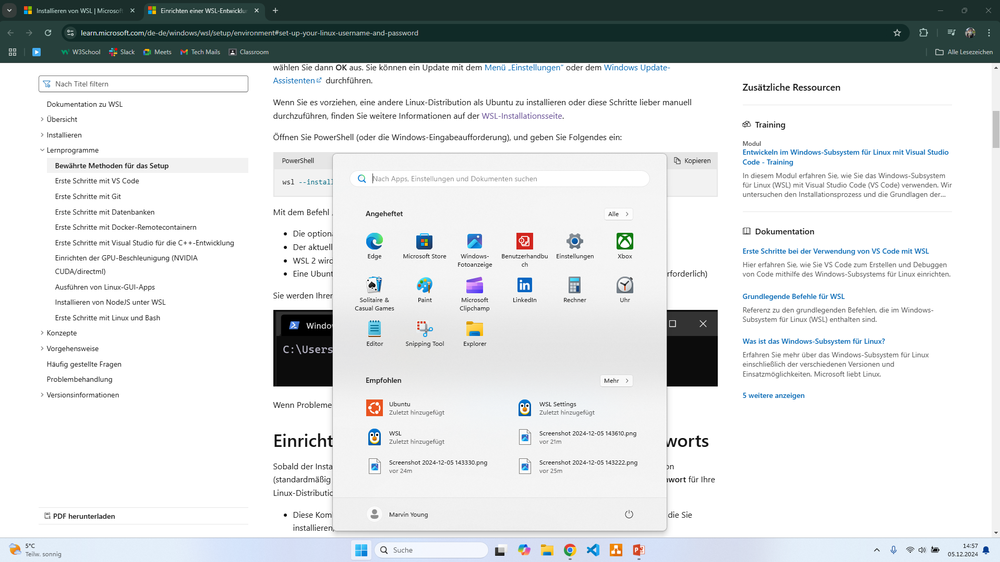 Installieren von WSL | Microsoft
Einrichten einer WSL-Entwicklu
learn.microsoft.com/de-de/windows/wsl/setup/environment#set-up-your-linux-username-and-password
W3School
Slack
Meets
Tech Mails
Classroom
Alle Lesezeichen
Nach Titel filtern
Dokumentation zu WSL
Übersicht
Installieren
Lernprogramme
Bewährte Methoden für das Setup
Erste Schritte mit VS Code
Erste Schritte mit Git
Erste Schritte mit Datenbanken
Erste Schritte mit Docker-Remotecontainern
Erste Schritte mit Visual Studio für die C++-Entwicklung
Einrichten der GPU-Beschleunigung (NVIDIA
CUDA/directml)
Ausführen von Linux-GUI-Apps
Installieren von NodeJS unter WSL
Erste Schritte mit Linux und Bash
Konzepte
Vorgehensweise
Häufig gestellte Fragen
Problembehandlung
Versionsinformationen
PDF herunterladen
wählen Sie dann OK aus. Sie können ein Update mit dem Menü „Einstellungen“ oder dem Windows Update-
Assistenten durchführen.
Wenn Sie es vorziehen, eine andere Linux-Distribution als Ubuntu zu installieren oder diese Schritte lieber manuell
durchzuführen, finden Sie weitere Informationen auf der WSL-Installationsseite.
Öffnen Sie PowerShell (oder die Windows-Eingabeaufforderung), und geben Sie Folgendes ein:
PowerShell
Kopieren
wsl --install
Mit dem Befehl
Die optiona
Der aktuell
WSL 2 wird
Eine Ubunt
rforderlich)
Sie werden Ihrer
Windo
C:\Users
Wenn Probleme
Einricht
worts
Sobald der Insta
on
(standardmäßig
nwort für Ihre
Linux-Distributio
Diese Kom
die Sie
installieren,
Nach Apps, Einstellungen und Dokumenten suchen
Angeheftet
Alle
Edge
Microsoft Store
Windows-
Fotoanzeige
Benutzerhandbu
ch
Einstellungen
Xbox
Solitaire &
Casual Games
Paint
Microsoft
Clipchamp
LinkedIn
Rechner
Uhr
Editor
Snipping Tool
Explorer
Empfohlen
Mehr
Ubuntu
Zuletzt hinzugefügt
WSL Settings
Zuletzt hinzugefügt
WSL
Zuletzt hinzugefügt
Screenshot 2024-12-05 143610.png
vor 21m
Screenshot 2024-12-05 143330.png
vor 24m
Screenshot 2024-12-05 143222.png
vor 25m
Marvin Young
Zusätzliche Ressourcen
Training
Modul
Entwickeln im Windows-Subsystem für Linux mit Visual Studio
Code - Training
In diesem Modul erfahren Sie, wie Sie das Windows-Subsystem
für Linux (WSL) mit Visual Studio Code (VS Code) verwenden. Wir
untersuchen den Installationsprozess und die Grundlagen der...
Dokumentation
Erste Schritte bei der Verwendung von VS Code mit WSL
Hier erfahren Sie, wie Sie VS Code zum Erstellen und Debuggen
von Code mithilfe des Windows-Subsystems für Linux einrichten.
Grundlegende Befehle für WSL
Referenz zu den grundlegenden Befehlen, die im Windows-
Subsystem für Linux (WSL) enthalten sind.
Was ist das Windows-Subsystem für Linux?
Erfahren Sie mehr über das Windows-Subsystem für Linux
einschließlich der verschiedenen Versionen und
Einsatzmöglichkeiten. Microsoft liebt Linux.
5 weitere anzeigen
5°C
Teilw. sonnig
Suche
14:57
05.12.2024